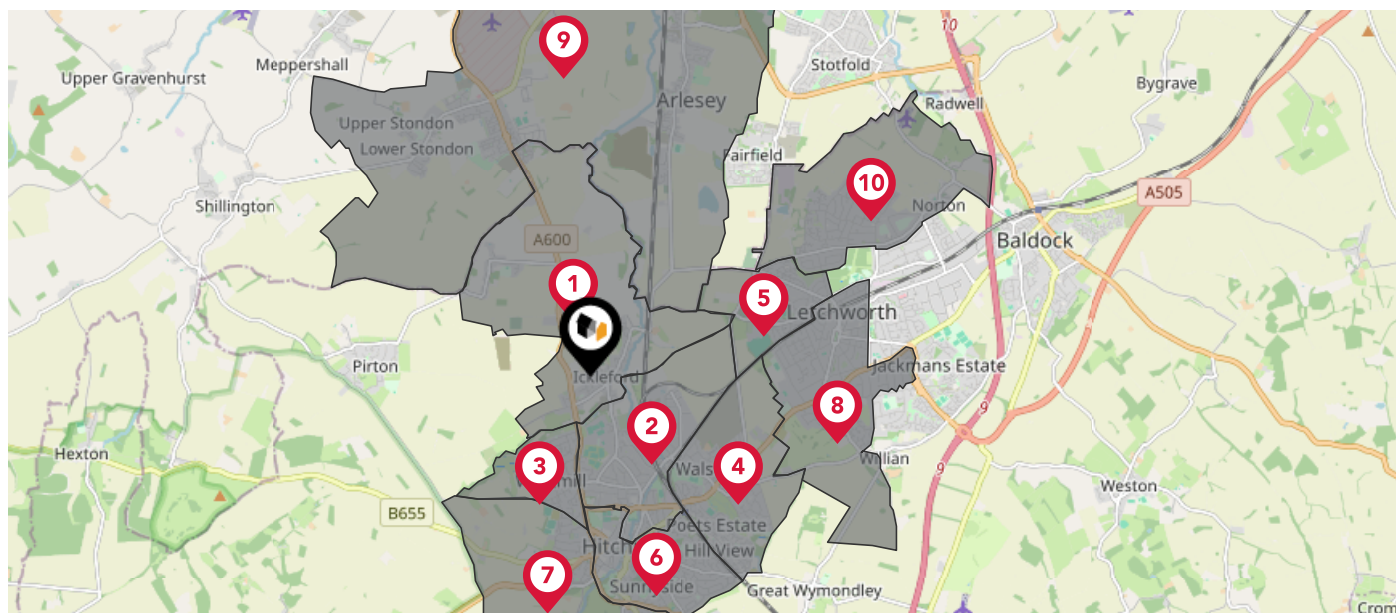 10
9
Meppershall
Stotfold
Upper Gravenhurst
Bygrave
Arlesey
Radwell
Upper Stondon
Lower Stondon
Fairfield
10
A505
Shillington
Norton
A600
Baldock
1
5
Letchworth
Pirton
Ickleford
Jackmans Estate
8
9
2
Hexton
3
4
Willian
9
Weston
B655
Poets Estate
Hill View
6
7
Sunnyside
Great Wymondley